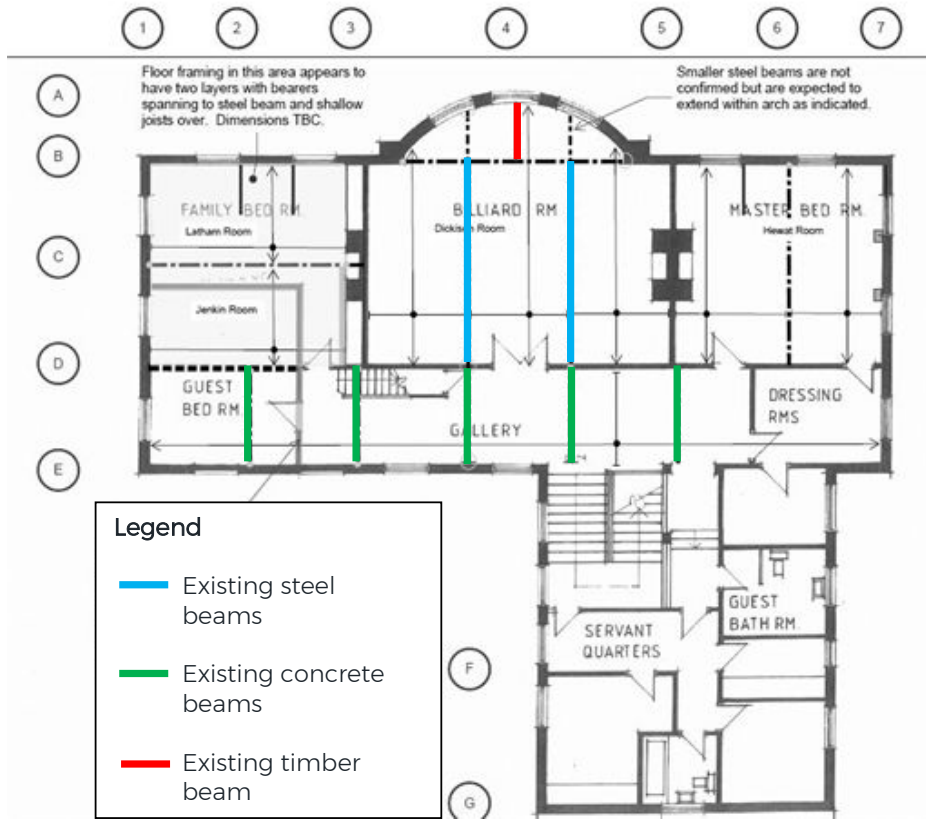 1 2 3 4 5 6 7
Floor framing in this area appears to
have two layers with bearers
spanning to steel beam and shallow
joists over. Dimensions TBC.
Smaller steel beams are not
confirmed but are expected to
extend within arch as indicated.
A
B
FAMILY BED RM.
Latham Room
BILLIARD RM
Dickison Room
MASTER BED RM.
Hewat Room
C
Jenkin Room
D
GUEST
BED RM.
GALLERY
DRESSING
RMS
E
Legend
Existing steel
beams
Existing concrete
beams
Existing timber
beam
GUEST
BATH RM.
SERVANT
QUARTERS
F
G